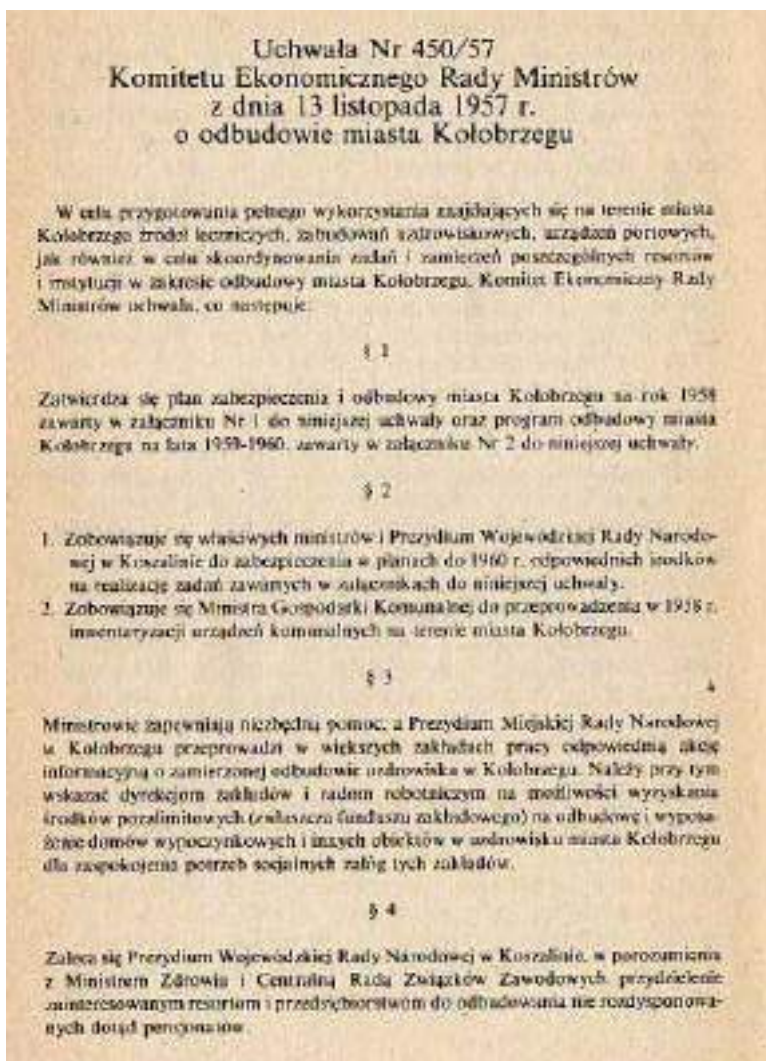 Uchwała Nr 450/57
Komitetu Ekonomicznego Rady Ministrów
z dnia 13 listopada 1957 r.
o odbudowie miasta Kołobrzegu
W celu przygotowania pełnego wykorzystania znajdujących się na terenie miasta
Kołobrzegu źródeł leczniczych, zabudowań uzdrowiskowych, urządzeń portowych,
jak również w celu skoordynowania zadań i zamierzeń poszczególnych resortów
i instytucji w zakresie odbudowy miasta Kołobrzegu, Komitet Ekonomiczny Rady
Ministrów uchwala, co następuje:
§ 1
Zatwierdza się plan zabezpieczenia i odbudowy miasta Kołobrzegu na rok 1958
zawarty w załączniku Nr 1 do niniejszej uchwały oraz program odbudowy miasta
Kołobrzegu na lata 1959-1960, zawarty w załączniku Nr 2 do niniejszej uchwały.
§ 2
1. Zobowiązuje się właściwych ministrów i Prezydium Wojewódzkiej Rady Narodo-
wej w Koszalinie do zabezpieczenia w planach do 1960 r. odpowiednich środków
na realizację zadań zawartych w załącznikach do niniejszej uchwały.
2. Zobowiązuje się Ministra Gospodarki Komunalnej do przeprowadzenia w 1958 r.
inwentaryzacji urządzeń komunalnych na terenie miasta Kołobrzegu.
§ 3
Ministrowie zapewniają niezbędną pomoc, a Prezydium Miejskiej Rady Narodowej
w Kołobrzegu przeprowadzi w większych zakładach pracy odpowiednią akcję
informacyjną o zamierzonej odbudowie uzdrowiska w Kołobrzegu. Należy przy tym
wskazać dyrekcjom zakładów i radom robotniczym na możliwości wyzyskania
środków pozalimitowych (zwłaszcza funduszu zakładowego) na odbudowę i wyposa-
żenie domów wypoczynkowych i innych obiektów w uzdrowisku miasta Kołobrzegu
dla zaspokojenia potrzeb socjalnych załóg tych zakładów.
§ 4
Zaleca się Prezydium Wojewódzkiej Rady Narodowej w Koszalinie, w porozumieniu
z Ministrem Zdrowia i Centralną Radą Związków Zawodowych przydzielenie
zainteresowanym resortom i przedsiębiorstwom do odbudowania nie rozdysponowa-
nych dotąd pensjonatów.